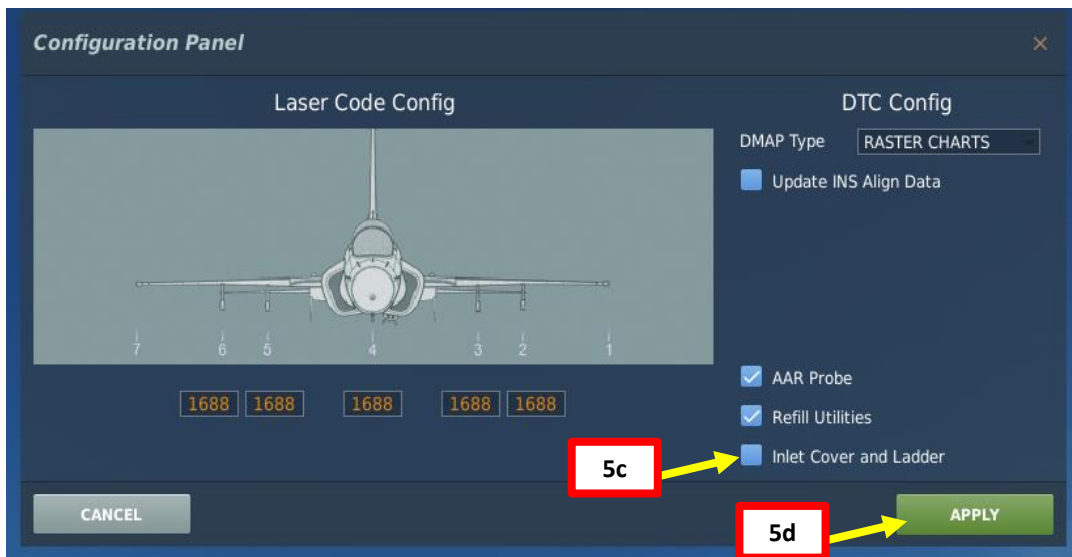 Configuration Panel ×
Laser Code Config
DTC Config
DMAP Type RASTER CHARTS
Update INS Align Data
7 6 5 4 3 2 1
1688 1688 1688 1688 1688
AAR Probe
Refill Utilities
Inlet Cover and Ladder
5c
CANCEL
APPLY
5d